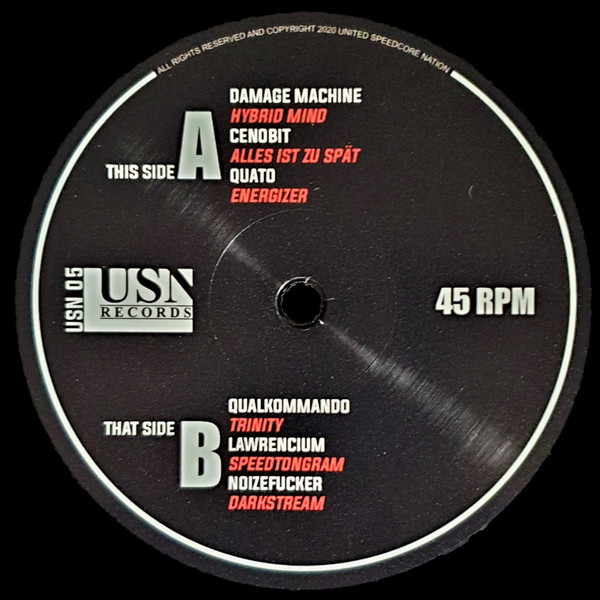 ALL RIGHTS RESERVED AND COPYRIGHT 2020 UNITED SPEEDCORE NATION
THIS SIDE A
DAMAGE MACHINE
HYBRID MIND
CENOBIT
ALLES IST ZU SPÄT
QUATO
ENERGIZER
USN 05
USN
RECORDS
45 RPM
THAT SIDE B
QUALKOMMANDO
TRINITY
LAWRENCIUM
SPEEDTONGRAM
NOIZEFUCKER
DARKSTREAM